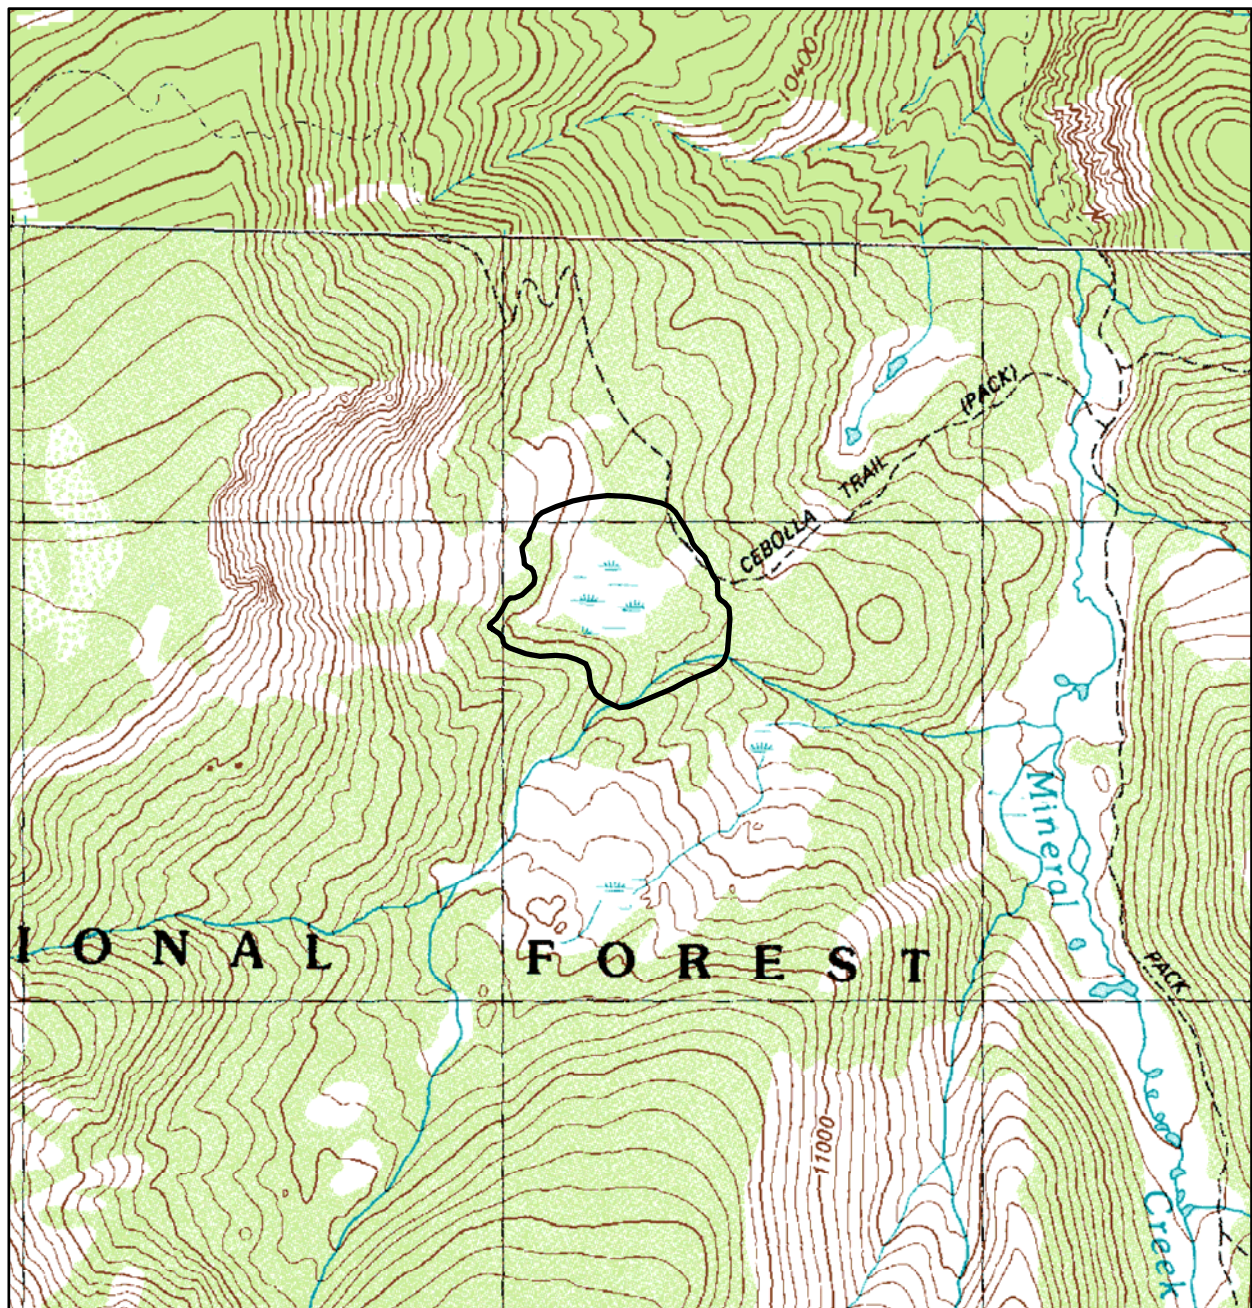 10400
(PACK)
TRAIL
CEBOLLA
Mineral
IONAL FOREST
PACK
11000
Creek